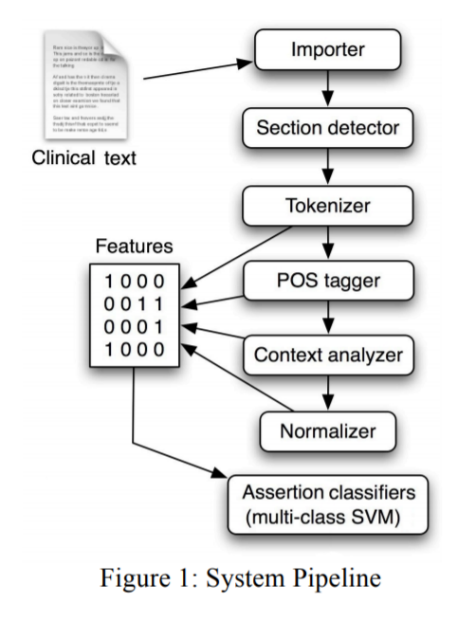 Importer
Clinical text
Section detector
Tokenizer
Features
1 0 0 0
0 0 1 1
0 0 0 1
1 0 0 0
POS tagger
Context analyzer
Normalizer
Assertion classifiers
(multi-class SVM)
Figure 1: System Pipeline